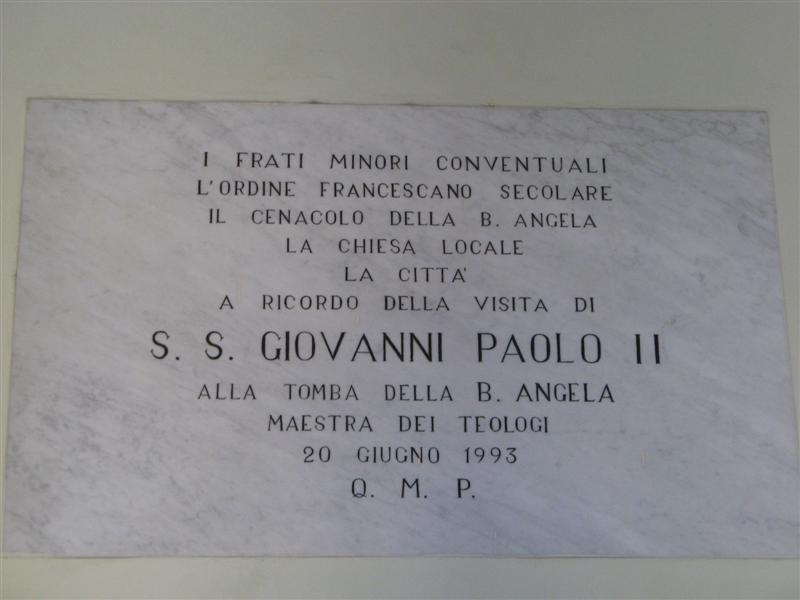 I FRATI MINORI CONVENTUALI
L'ORDINE FRANCESCANO SECOLARE
IL CENACOLO DELLA B. ANGELA
LA CHIESA LOCALE
LA CITTA'
A RICORDO DELLA VISITA DI
S. S. GIOVANNI PAOLO II
ALLA TOMBA DELLA B. ANGELA
MAESTRA DEI TEOLOGI
20 GIUGNO 1993
Q. M. P.